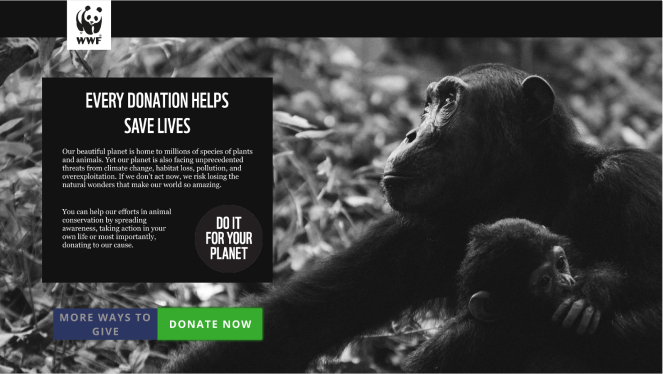 WWF
EVERY DONATION HELPS
SAVE LIVES
Our beautiful planet is home to millions of species of plants
and animals. Yet our planet is also facing unprecedented
threats from climate change, habitat loss, pollution, and
overexploitation. If we don't act now, we risk losing the
natural wonders that make our world so amazing.
You can help our efforts in animal
conservation by spreading
awareness, taking action in your
own life or most importantly,
donating to our cause.
DO IT
FOR YOUR
PLANET
MORE WAYS TO
GIVE
DONATE NOW